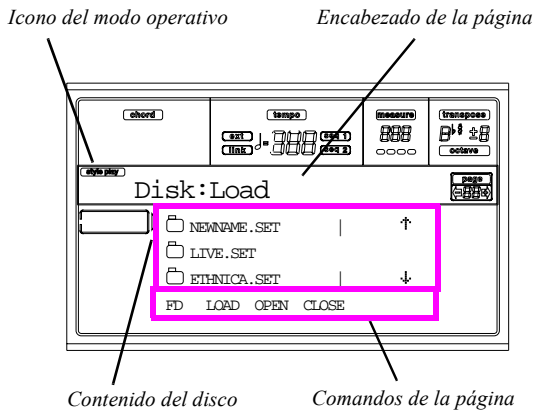 Icono del modo operativo
Encabezado de la página
chord
tempo
measure
transpose
ext
link
seq 1
seq 2
octave
style play
page
Disk:Load
NEWNAME.SET | ↑
LIVE.SET
ETHNICA.SET | ↓
FD LOAD OPEN CLOSE
Contenido del disco
Comandos de la página